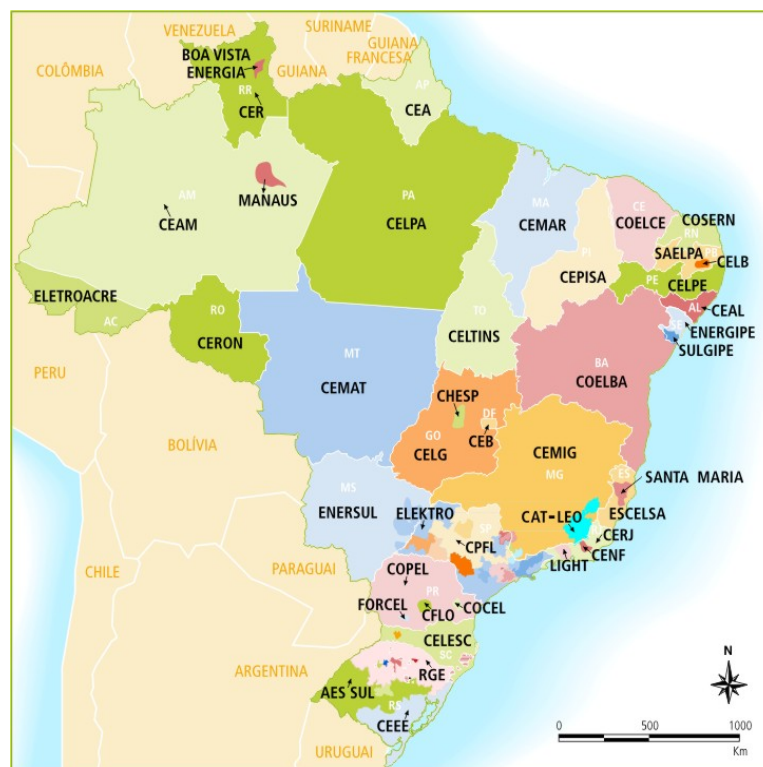 VENEZUELA
SURINAME
GUIANA
FRANCESA
COLÔMBIA
BOA VISTA
ENERGIA
GUIANA
RR
CER
AP
CEA
AM
MANAUS
CEAM
PA
CELPA
MA
CEMAR
CE
COELCE
COSERN
RN
SAELPA
PB
CELB
PI
CEPISA
PE
CELPE
AL
CEAL
SE
ENERGIPE
SULGIPE
ELETROACRE
AC
RO
CERON
TO
CELTINS
MT
CEMAT
BA
COELBA
PERU
BOLÍVIA
CHESP
DF
CEB
GO
CELG
CEMIG
MG
ES
SANTA MARIA
MS
ENERSUL
ELEKTRO
SP
CPFL
CAT-LEO
ESCELSA
CERJ
CENF
LIGHT
CHILE
PARAGUAI
COPEL
PR
FORCEL
CFLO
COCEL
CELESC
SC
ARGENTINA
RGE
AES SUL
RS
CEEE
URUGUAI
N
0 500 1000
Km